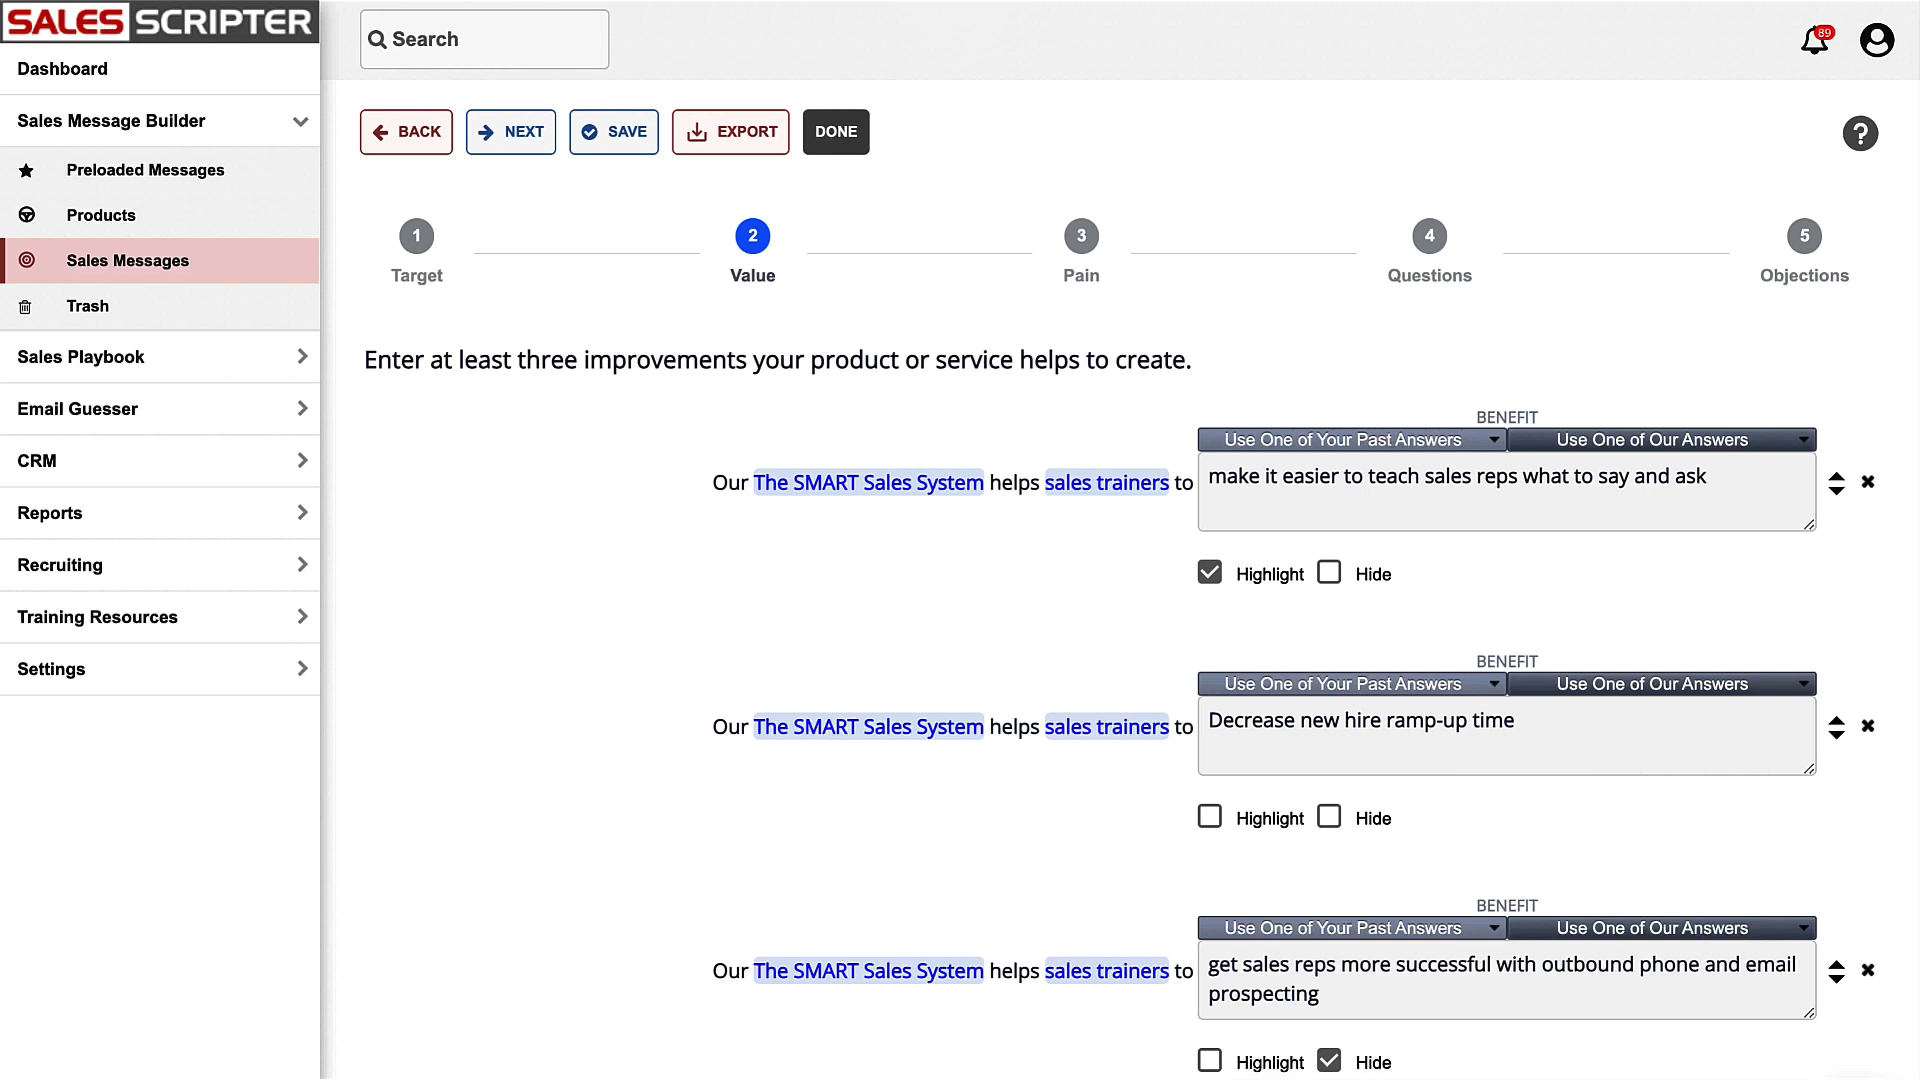 SALES SCRIPTER
Search
89
Dashboard
Sales Message Builder
Preloaded Messages
Products
Sales Messages
Trash
Sales Playbook
Email Guesser
CRM
Reports
Recruiting
Training Resources
Settings
BACK
NEXT
SAVE
EXPORT
DONE
?
1
2
3
4
5
Target
Value
Pain
Questions
Objections
Enter at least three improvements your product or service helps to create.
BENEFIT
Use One of Your Past Answers
Use One of Our Answers
Our The SMART Sales System helps sales trainers to
make it easier to teach sales reps what to say and ask
Highlight
Hide
BENEFIT
Use One of Your Past Answers
Use One of Our Answers
Our The SMART Sales System helps sales trainers to
Decrease new hire ramp-up time
Highlight
Hide
BENEFIT
Use One of Your Past Answers
Use One of Our Answers
Our The SMART Sales System helps sales trainers to
get sales reps more successful with outbound phone and email
prospecting
Highlight
Hide